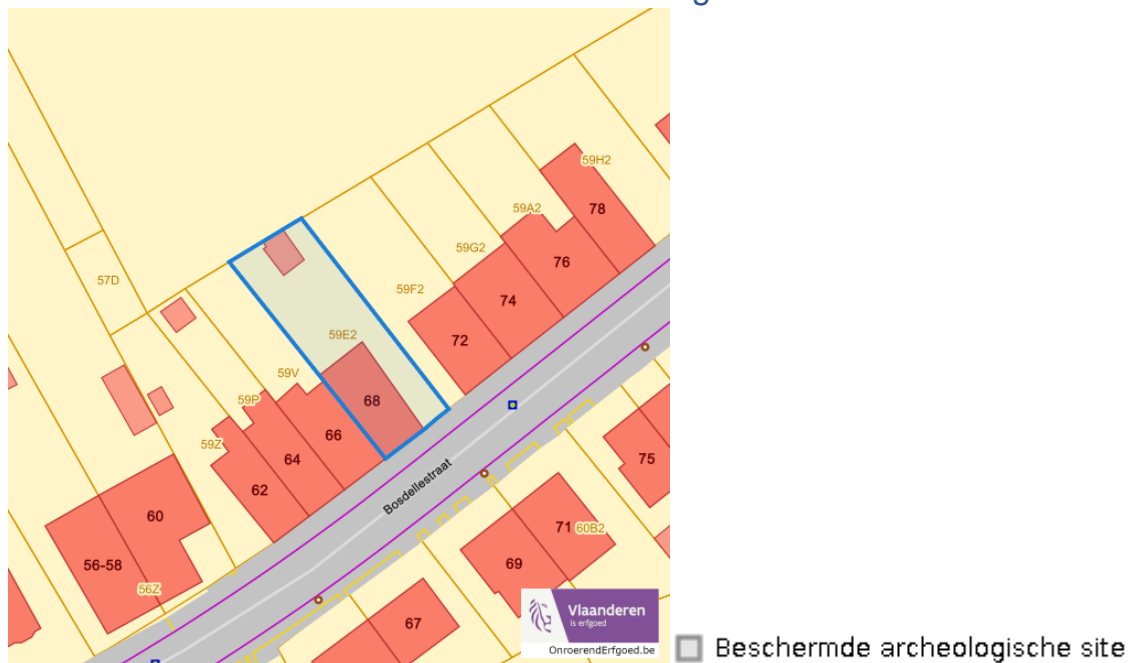 g
59H2
78
59A2
76
59G2
57D
74
59F2
72
59E2
59V
68
59P
66
59Z
64
62
Bosdellestraat
75
60
71 60B2
56-58
69
56Z
67
Vlaanderen
is erfgoed
OnroerendErfgoed.be
Beschermde archeologische site